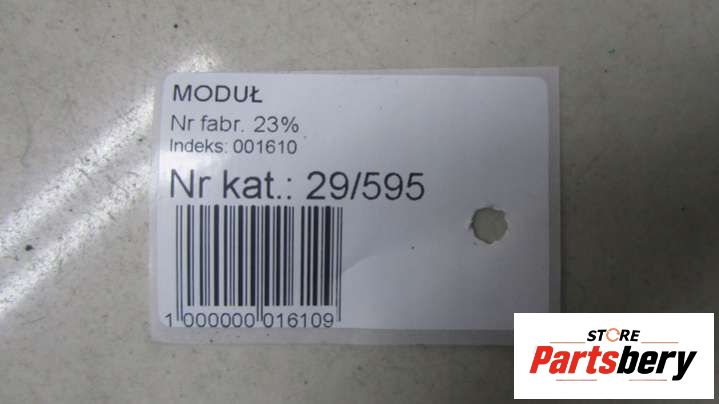 MODUŁ
Nr fabr. 23%
Indeks: 001610
Nr kat.: 29/595
1 000000 016109
STORE
Partsbery